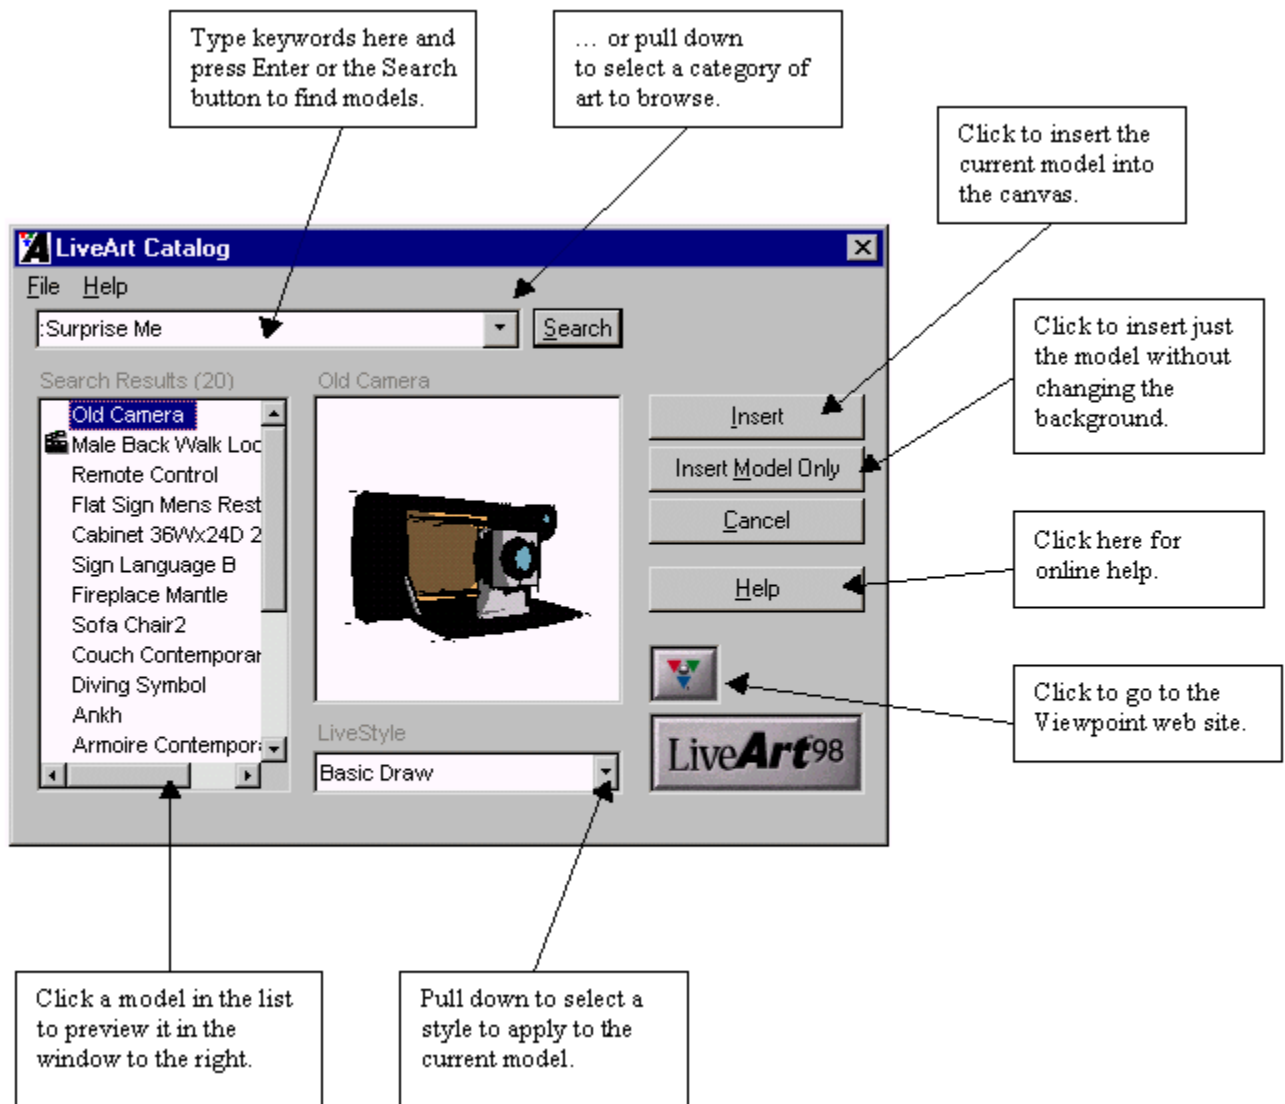 Type keywords here and
press Enter or the Search
button to find models.
… or pull down
to select a category of
art to browse.
Click to insert the
current model into
the canvas.
LiveArt Catalog
File Help
:Surprise Me
Search
Click to insert just
the model without
changing the
background.
Search Results (20)
Old Camera
Male Back Walk Loc
Remote Control
Flat Sign Mens Rest
Cabinet 36Wx24D 2
Sign Language B
Fireplace Mantle
Sofa Chair2
Couch Contemporar
Diving Symbol
Ankh
Armoire Contempor
Old Camera
LiveStyle
Basic Draw
Insert
Insert Model Only
Cancel
Help
Click here for
online help.
Click to go to the
Viewpoint web site.
LiveArt98
Click a model in the list
to preview it in the
window to the right.
Pull down to select a
style to apply to the
current model.